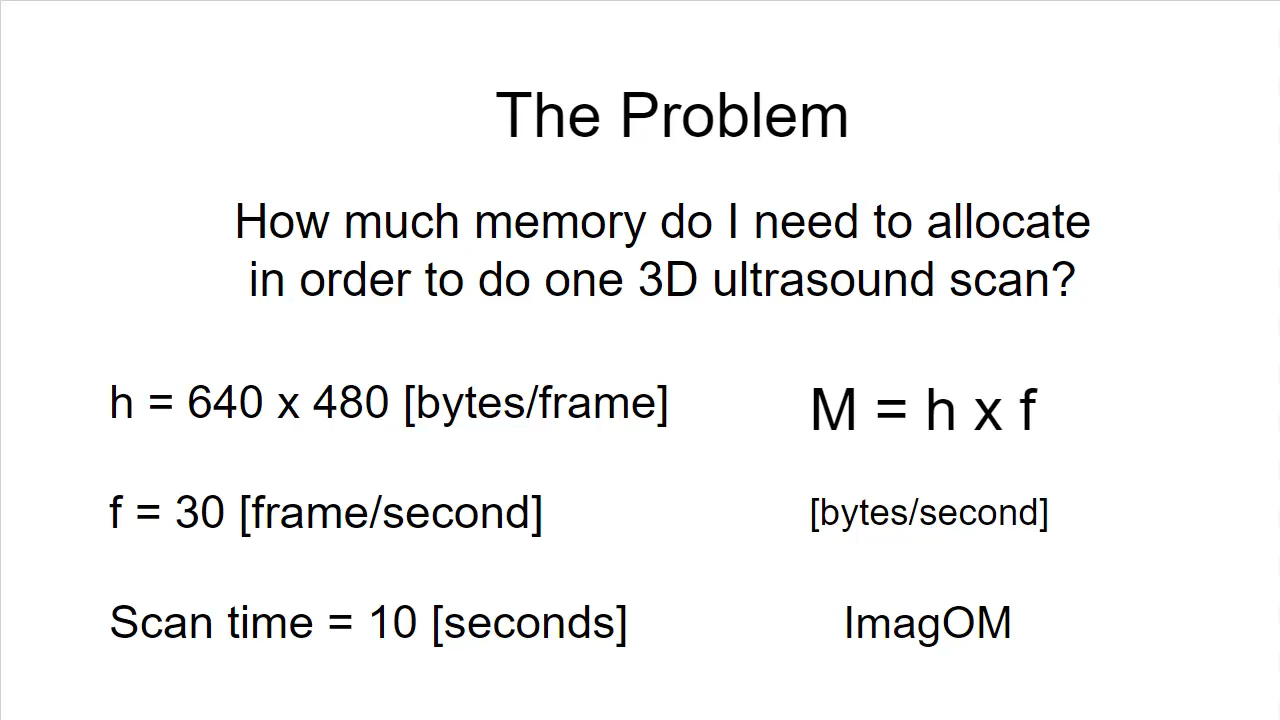 The Problem
How much memory do I need to allocate
in order to do one 3D ultrasound scan?
h = 640 x 480 [bytes/frame]
M = h x f
f = 30 [frame/second]
[bytes/second]
Scan time = 10 [seconds]
ImagOM